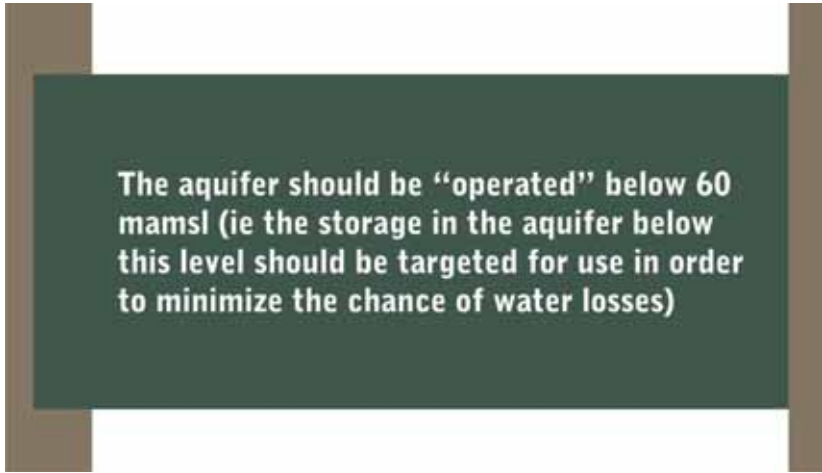 The aquifer should be “operated” below 60
mamsl (ie the storage in the aquifer below
this level should be targeted for use in order
to minimize the chance of water losses)